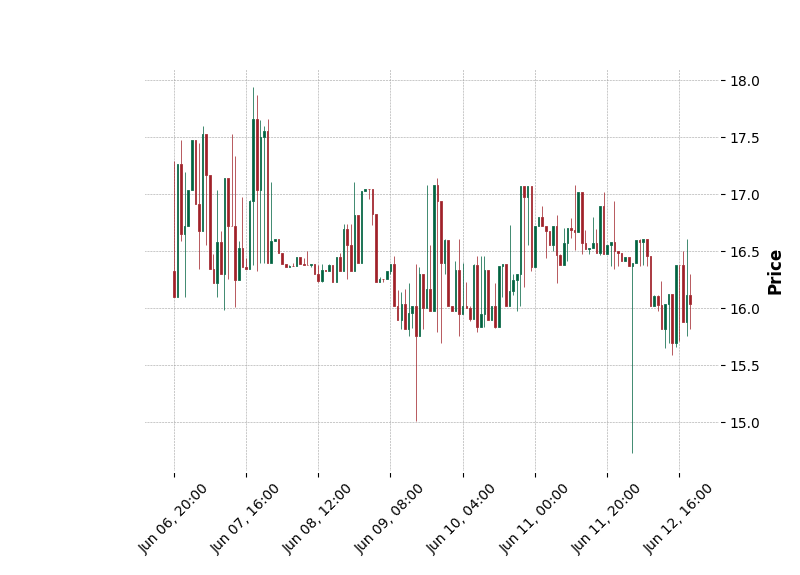 18.0
17.5
17.0
16.5
16.0
15.5
15.0
Price
Jun 06, 20:00
Jun 07, 16:00
Jun 08, 12:00
Jun 09, 08:00
Jun 10, 04:00
Jun 11, 00:00
Jun 11, 20:00
Jun 12, 16:00